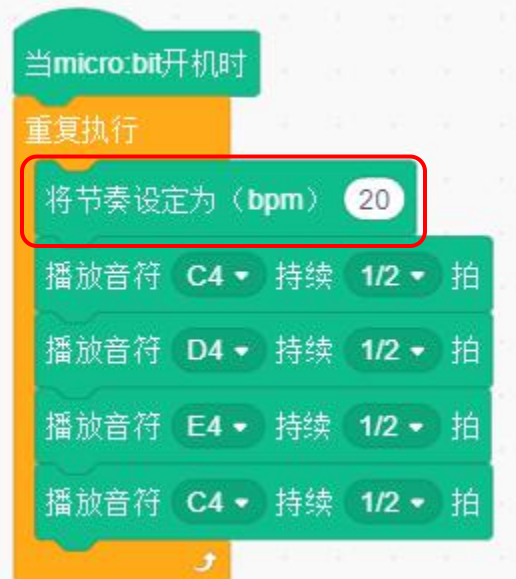 当micro:bit开机时
重复执行
将节奏设定为（bpm） 20
播放音符 C4 持续 1/2 拍
播放音符 D4 持续 1/2 拍
播放音符 E4 持续 1/2 拍
播放音符 C4 持续 1/2 拍